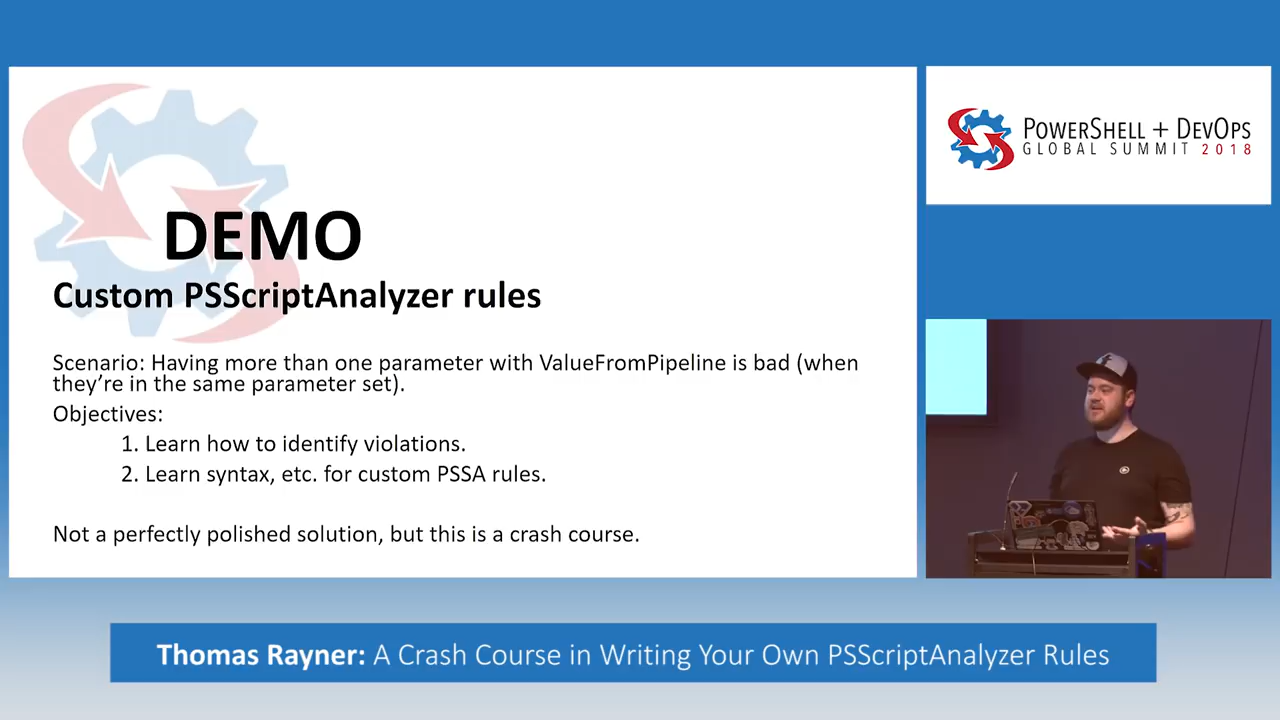 DEMO
Custom PSScriptAnalyzer rules
Scenario: Having more than one parameter with ValueFromPipeline is bad (when
they're in the same parameter set).
Objectives:
1. Learn how to identify violations.
2. Learn syntax, etc. for custom PSSA rules.
Not a perfectly polished solution, but this is a crash course.
POWERSHELL + DEVOPS
GLOBAL SUMMIT 2018
Thomas Rayner: A Crash Course in Writing Your Own PSScriptAnalyzer Rules